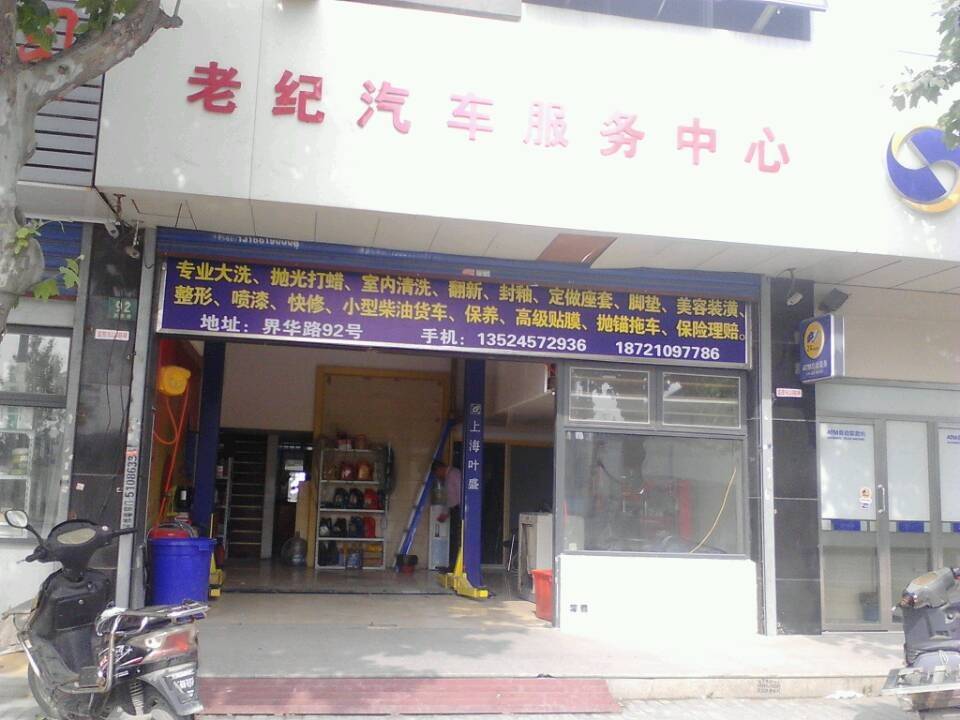 老纪汽车服务中心
专业大洗、抛光打蜡、室内清洗、翻新、封釉、定做座套、脚垫、美容装潢、
整形、喷漆、快修、小型柴油货车、保养、高级贴膜、抛锚拖车、保险理赔。
地址：界华路92号 手机：13524572936 18721097786
92
上海叶盛
5108633